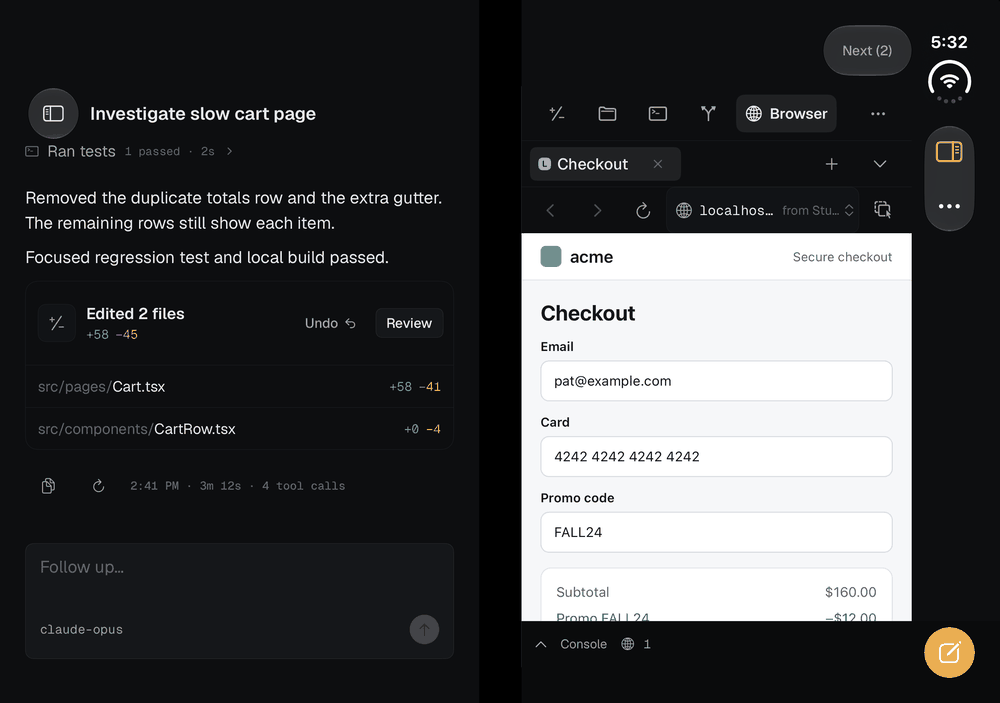 Investigate slow cart page
Ran tests 1 passed · 2s
Removed the duplicate totals row and the extra gutter.
The remaining rows still show each item.
Focused regression test and local build passed.
Edited 2 files
+58 −45
Undo
Review
src/pages/Cart.tsx +58 −41
src/components/CartRow.tsx +0 −4
2:41 PM · 3m 12s · 4 tool calls
Follow up…
claude-opus
Next (2)
5:32
Browser
L Checkout
localhos… from Stu…
acme
Secure checkout
Checkout
Email
pat@example.com
Card
4242 4242 4242 4242
Promo code
FALL24
Subtotal $160.00
Promo FALL24 −$12.00
Console 1